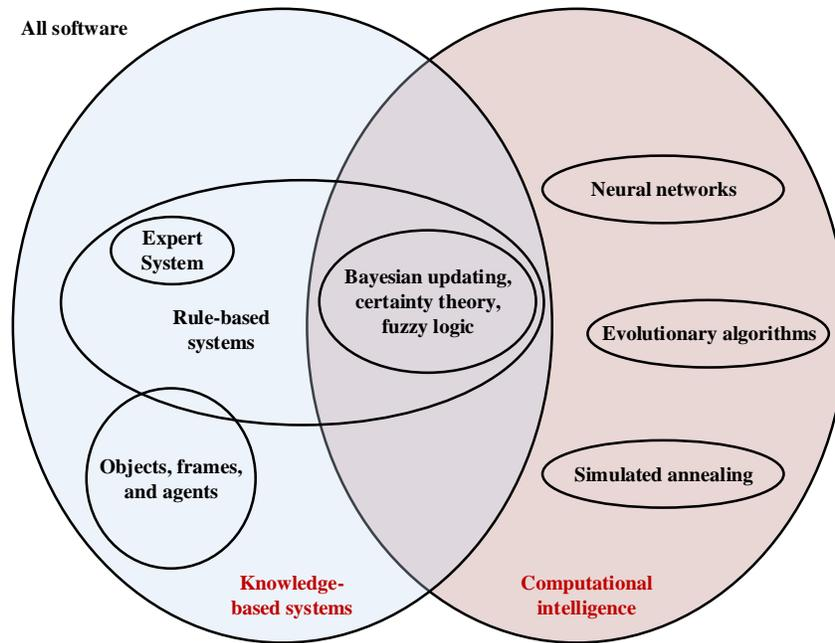 All software
Neural networks
Expert
System
Bayesian updating,
certainty theory,
fuzzy logic
Rule-based
systems
Evolutionary algorithms
Objects, frames,
and agents
Simulated annealing
Knowledge-
based systems
Computational
intelligence